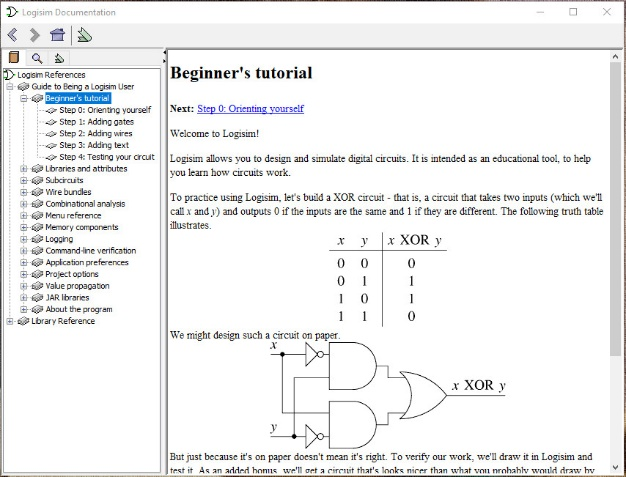 Logisim Documentation
Logisim References
Guide to Being a Logisim User
Beginner's tutorial
Step 0: Orienting yourself
Step 1: Adding gates
Step 2: Adding wires
Step 3: Adding text
Step 4: Testing your circuit
Libraries and attributes
Subcircuits
Wire bundles
Combinational analysis
Menu reference
Memory components
Logging
Command-line verification
Application preferences
Project options
Value propagation
JAR libraries
About the program
Library Reference
Beginner's tutorial
Next: Step 0: Orienting yourself
Welcome to Logisim!
Logisim allows you to design and simulate digital circuits. It is intended as an educational tool, to help
you learn how circuits work.
To practice using Logisim, let's build a XOR circuit - that is, a circuit that takes two inputs (which we'll
call x and y) and outputs 0 if the inputs are the same and 1 if they are different. The following truth table
illustrates.
x y x XOR y
0 0 0
0 1 1
1 0 1
1 1 0
We might design such a circuit on paper.
x
x XOR y
y
But just because it's on paper doesn't mean it's right. To verify our work, we'll draw it in Logisim and
test it. As an added bonus, we'll get a circuit that's looks nicer than what you probably would draw by